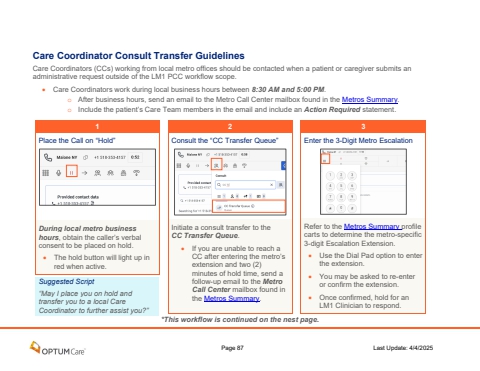 Care Coordinator Consult Transfer Guidelines
Care Coordinators (CCs) working from local metro offices should be contacted when a patient or caregiver submits an
administrative request outside of the LM1 PCC workflow scope.
• Care Coordinators work during local business hours between 8:30 AM and 5:00 PM.
o After business hours, send an email to the Metro Call Center mailbox found in the Metros Summary.
o Include the patient's Care Team members in the email and include an Action Required statement.
1
Place the Call on "Hold"
Provided contact data
During local metro business
hours, obtain the caller's verbal
consent to be placed on hold.
• The hold button will light up in
red when active.
Suggested Script
"May I place you on hold and
transfer you to a local Care
Coordinator to further assist you?"
2
Consult the "CC Transfer Queue"
Consult
CC Transfer Queue
Initiate a consult transfer to the
CC Transfer Queue.
• If you are unable to reach a
CC after entering the metro's
extension and two (2)
minutes of hold time, send a
follow-up email to the Metro
Call Center mailbox found in
the Metros Summary.
3
Enter the 3-Digit Metro Escalation
Refer to the Metros Summary profile
carts to determine the metro-specific
3-digit Escalation Extension.
• Use the Dial Pad option to enter
the extension.
• You may be asked to re-enter
or confirm the extension.
• Once confirmed, hold for an
LM1 Clinician to respond.
*This workflow is continued on the next page.
OPTUM Care
Page 87
Last Update: 4/4/2025